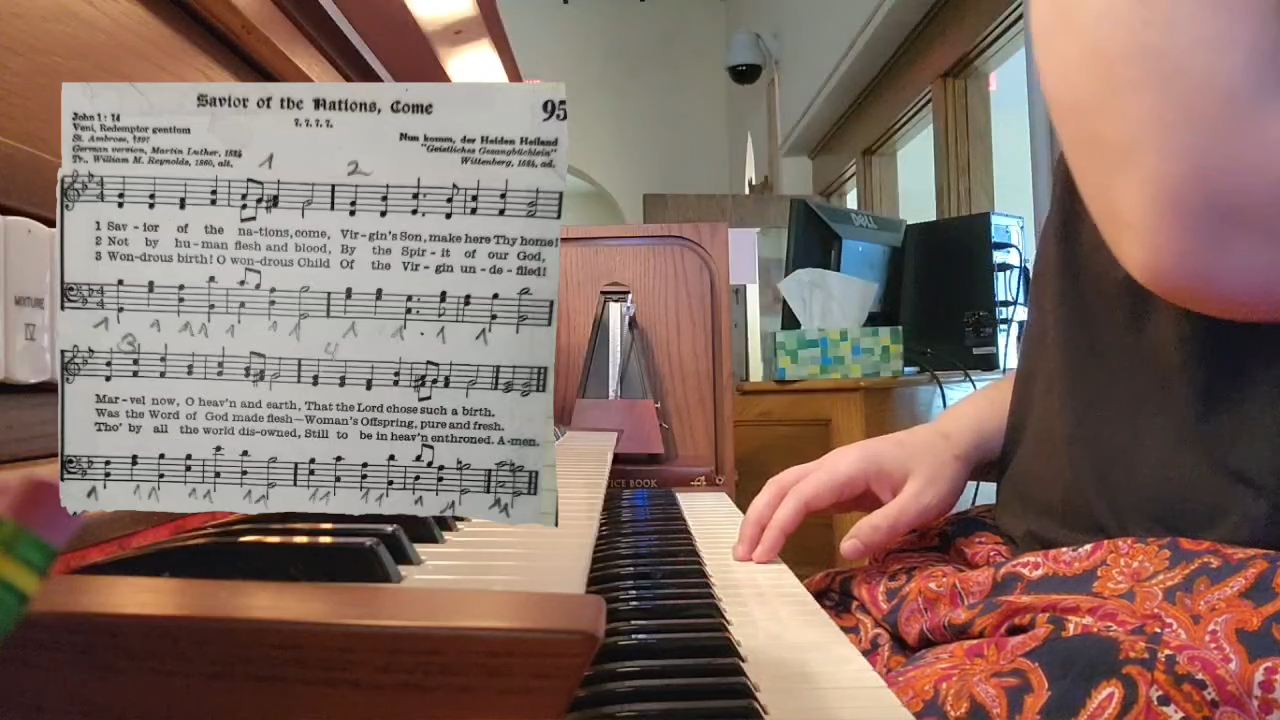 Savior of the Nations, Come
95
7. 7. 7. 7.
John 1: 14
Veni, Redemptor gentium
St. Ambrose, †397
German version, Martin Luther, 1524
Tr., William M. Reynolds, 1860, alt.
Nun komm, der Heiden Heiland
"Geistliches Gesangbüchlein"
Wittenberg, 1524, ad.
1
2
1 Sav - ior of the na-tions, come, Vir-gin's Son, make here Thy home!
2 Not by hu-man flesh and blood, By the Spir - it of our God,
3 Won-drous birth! O won-drous Child Of the Vir - gin un - de - filed!
3
4
Mar-vel now, O heav'n and earth, That the Lord chose such a birth.
Was the Word of God made flesh—Woman's Offspring, pure and fresh.
Tho' by all the world dis-owned, Still to be in heav'n enthroned. A-men.
MIXTURE
IV
DELL
VICE BOOK